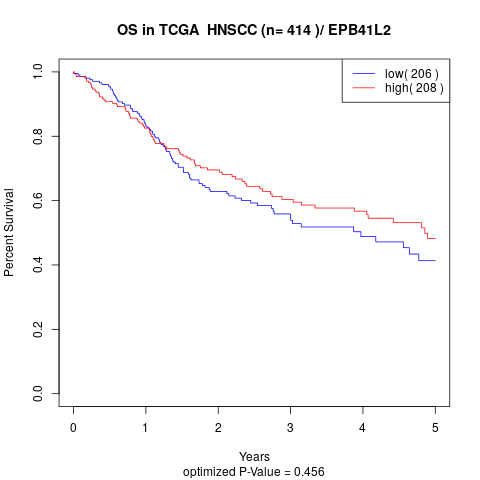 OS in TCGA HNSCC (n= 414 )/ EPB41L2
low( 206 )
high( 208 )
Percent Survival
1.0
0.8
0.6
0.4
0.2
0.0
0 1 2 3 4 5
Years
optimized P-Value = 0.456